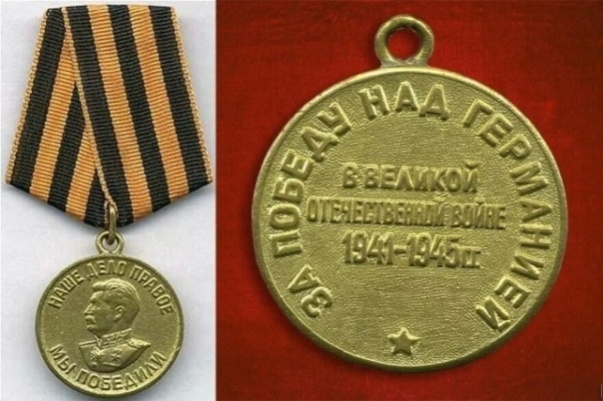 НАШЕ ДЕЛО ПРАВОЕ
МЫ ПОБЕДИЛИ
ЗА ПОБЕДУ НАД ГЕРМАНИЕЙ
В ВЕЛИКОЙ
ОТЕЧЕСТВЕННОЙ ВОЙНЕ
1941-1945 гг.